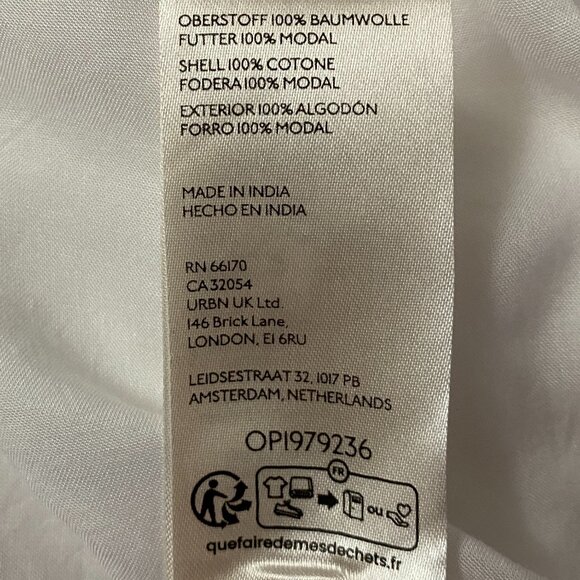 OBERSTOFF 100% BAUMWOLLE
FUTTER 100% MODAL
SHELL 100% COTONE
FODERA 100% MODAL
EXTERIOR 100% ALGODÓN
FORRO 100% MODAL
MADE IN INDIA
HECHO EN INDIA
RN 66170
CA 32054
URBN UK Ltd.
146 Brick Lane,
LONDON, E1 6RU
LEIDSESTRAAT 32, 1017 PB
AMSTERDAM, NETHERLANDS
OP1979236
FR
ou
quefairedemesdechets.fr